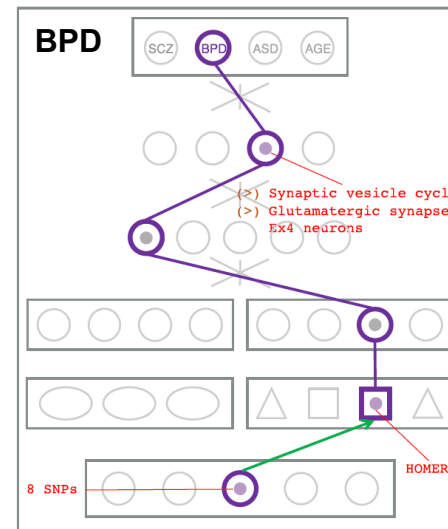 BPD
SCZ BPD ASD AGE
(>) Synaptic vesicle cycl
(>) Glutamatergic synapse
Ex4 neurons
HOMER
8 SNPs